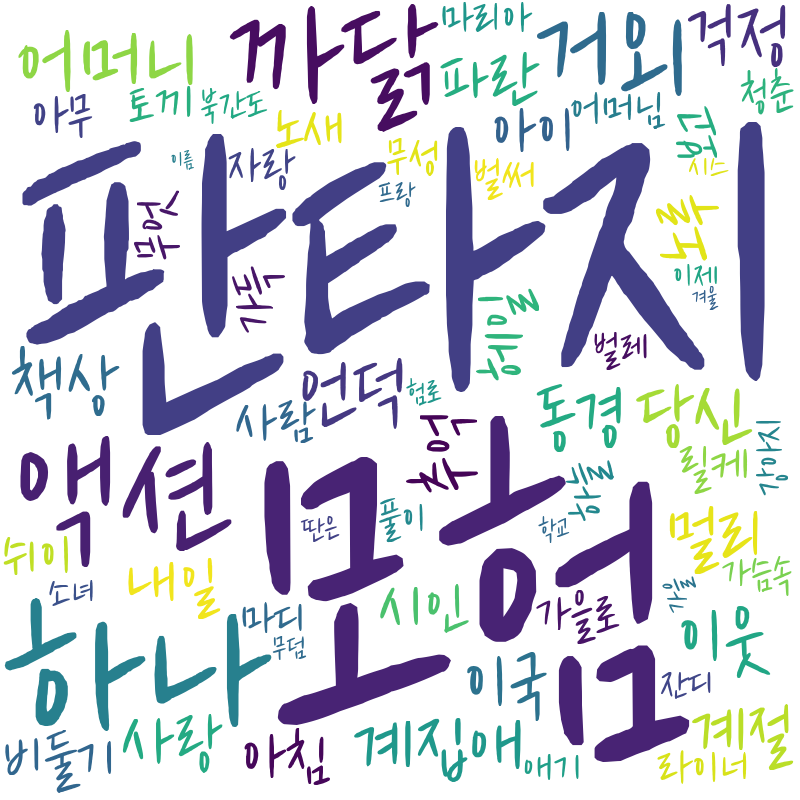 어머니
까닭
마리아
거외
걱정
파란
청춘
아무
토끼
북간도
노새
아이
어머님
고업
판타지
이름
자랑
무성
프랑
벌써
시스
무엇
노루
가득
이제
겨울
헤일
벌레
책상
사람
언덕
험로
동경
당신
추억
릴케
액션
모험
딴은
풀이
학교
멀리
쉬이
소녀
내일
가슴속
하나
마디
무덤
시인
가을로
가을
이웃
이국
잔디
비둘기
사랑
아침
계집애
애기
계절
라이너